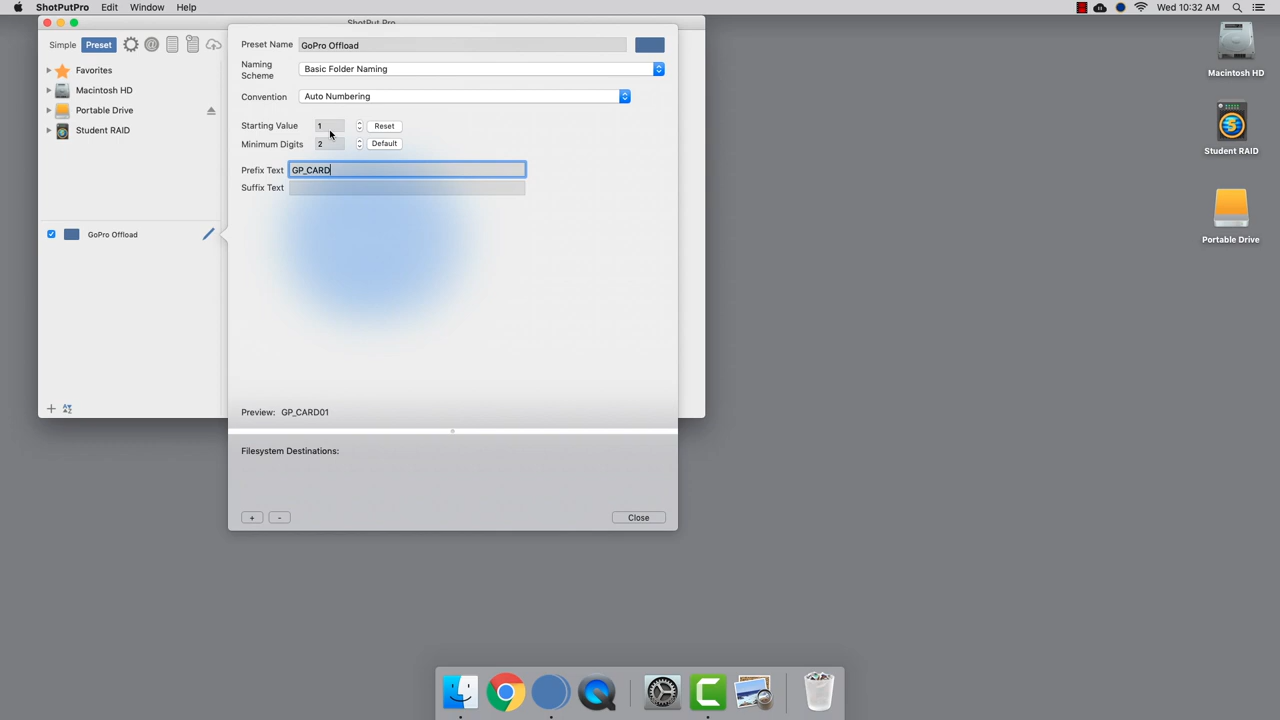 ShotPutPro Edit Window Help Wed 10:32 AM
ShotPut Pro
Simple Preset
Favorites
Macintosh HD
Portable Drive
Student RAID
GoPro Offload
Preset Name GoPro Offload
Naming Scheme Basic Folder Naming
Convention Auto Numbering
Starting Value 1 Reset
Minimum Digits 2 Default
Prefix Text GP_CARD
Suffix Text
Preview: GP_CARD01
Filesystem Destinations:
+ - Close
Macintosh HD
Student RAID
Portable Drive